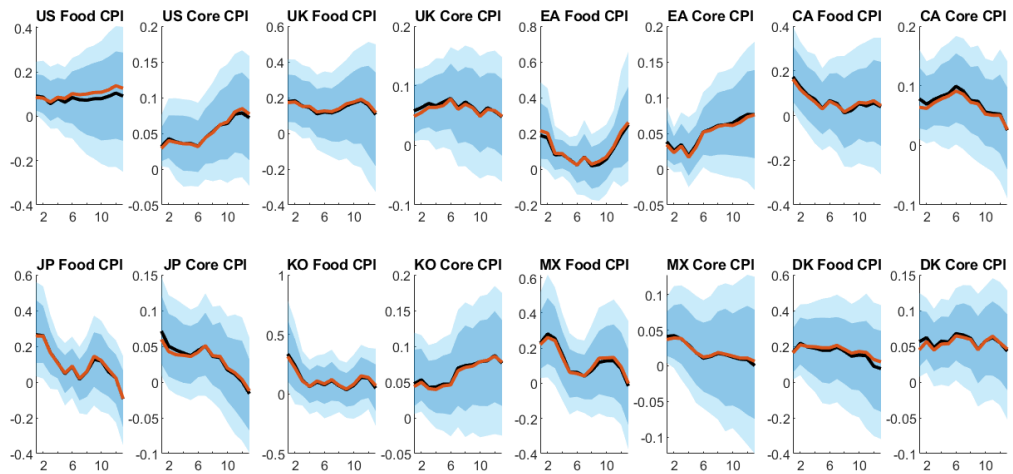 US Food CPI US Core CPI UK Food CPI UK Core CPI EA Food CPI EA Core CPI CA Food CPI CA Core CPI
0.4 0.2 0.4 0.2 0.8 0.2 0.4 0.2
0.2 0.15 0.2 0.1 0.6 0.15 0.2 0.1
0 0.1 0 0 0.4 0.1 0 0
-0.2 0.05 -0.2 -0.1 0.2 0.05 -0.2 -0.1
-0.4 0 -0.4 0 0 -0.4
-0.05 -0.2 -0.05
2 6 10 2 6 10 2 6 10 2 6 10 2 6 10 2 6 10 2 6 10 2 6 10
JP Food CPI JP Core CPI KO Food CPI KO Core CPI MX Food CPI MX Core CPI DK Food CPI DK Core CPI
0.6 0.15 1 0.2 0.6 0.1 0.6 0.15
0.4 0.1 0.5 0.15 0.4 0.05 0.4 0.1
0.2 0.05 0 0.1 0.2 0 0.2 0.05
0 0 -0.5 0.05 0 -0.05 0 0
-0.2 -0.05 0 -0.2 -0.1 -0.2 -0.05
-0.4 -0.1 -0.4 -0.4 -0.1
2 6 10 2 6 10 2 6 10 2 6 10 2 6 10 2 6 10 2 6 10 2 6 10